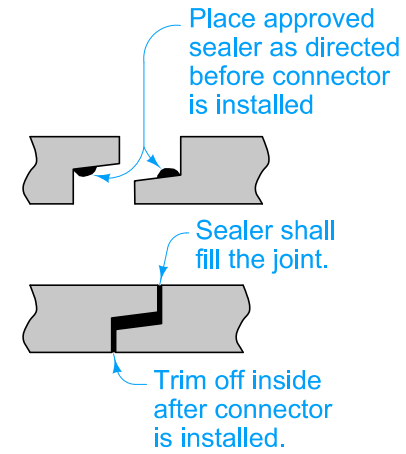 Place approved
sealer as directed
before connector
is installed
Sealer shall
fill the joint.
Trim off inside
after connector
is installed.